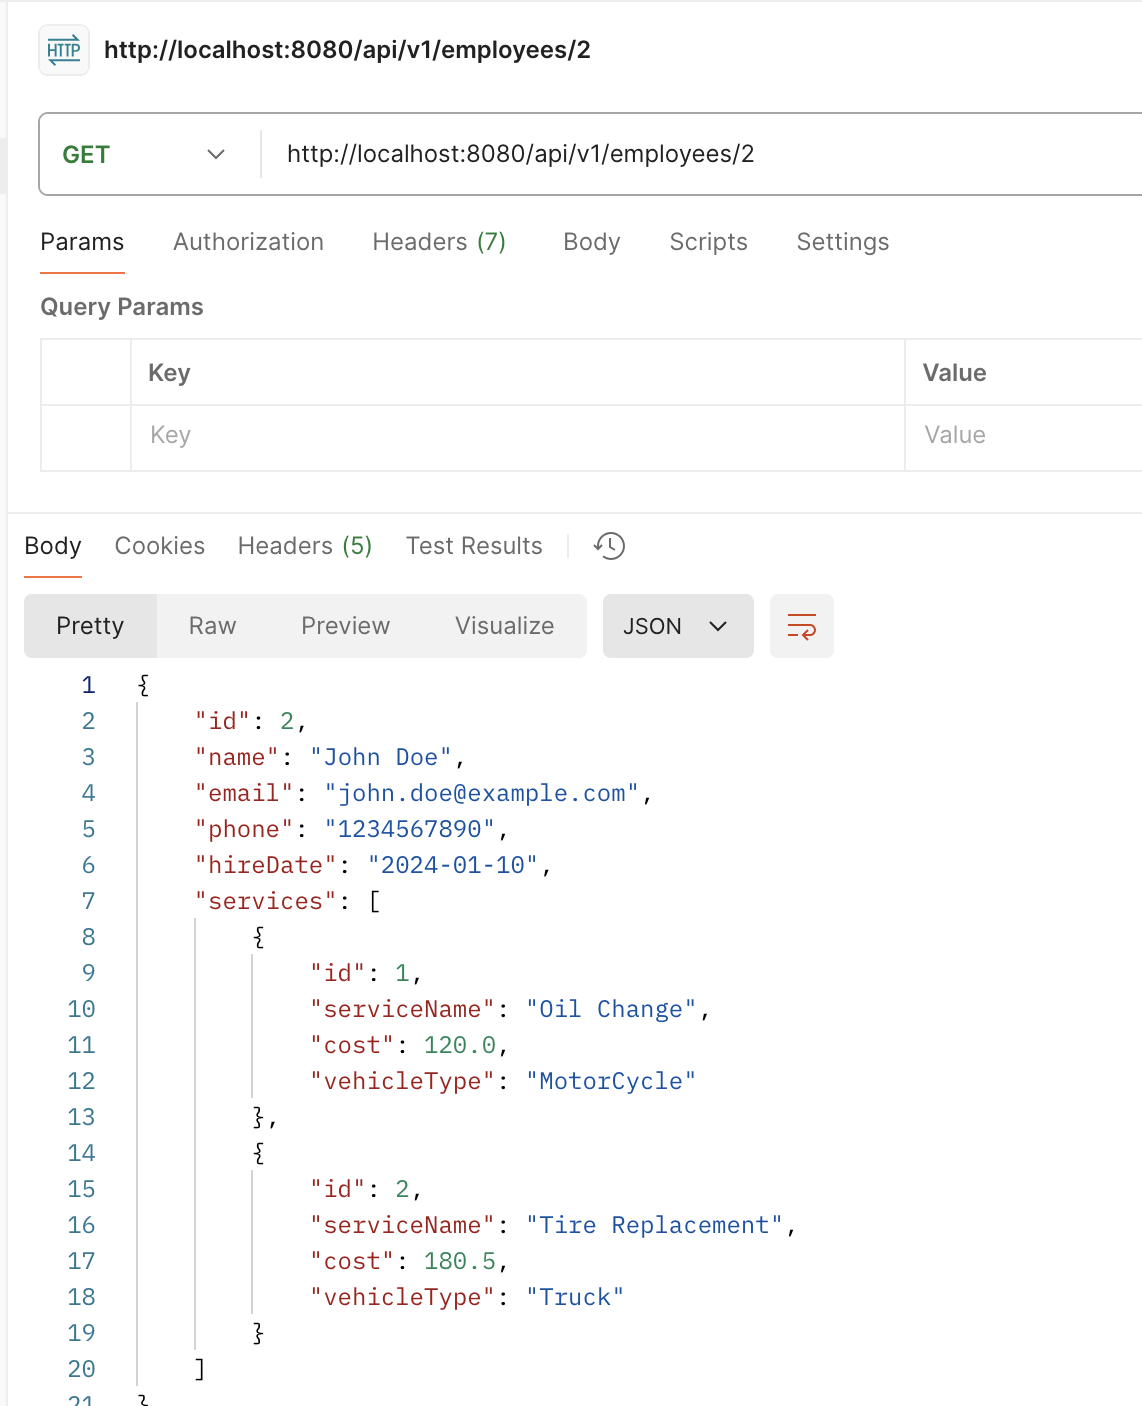 HTTP http://localhost:8080/api/v1/employees/2
GET http://localhost:8080/api/v1/employees/2
Params Authorization Headers (7) Body Scripts Settings
Query Params
Key Value
Key Value
Body Cookies Headers (5) Test Results
Pretty Raw Preview Visualize JSON
1 {
2 "id": 2,
3 "name": "John Doe",
4 "email": "john.doe@example.com",
5 "phone": "1234567890",
6 "hireDate": "2024-01-10",
7 "services": [
8 {
9 "id": 1,
10 "serviceName": "Oil Change",
11 "cost": 120.0,
12 "vehicleType": "MotorCycle"
13 },
14 {
15 "id": 2,
16 "serviceName": "Tire Replacement",
17 "cost": 180.5,
18 "vehicleType": "Truck"
19 }
20 ]
21 }